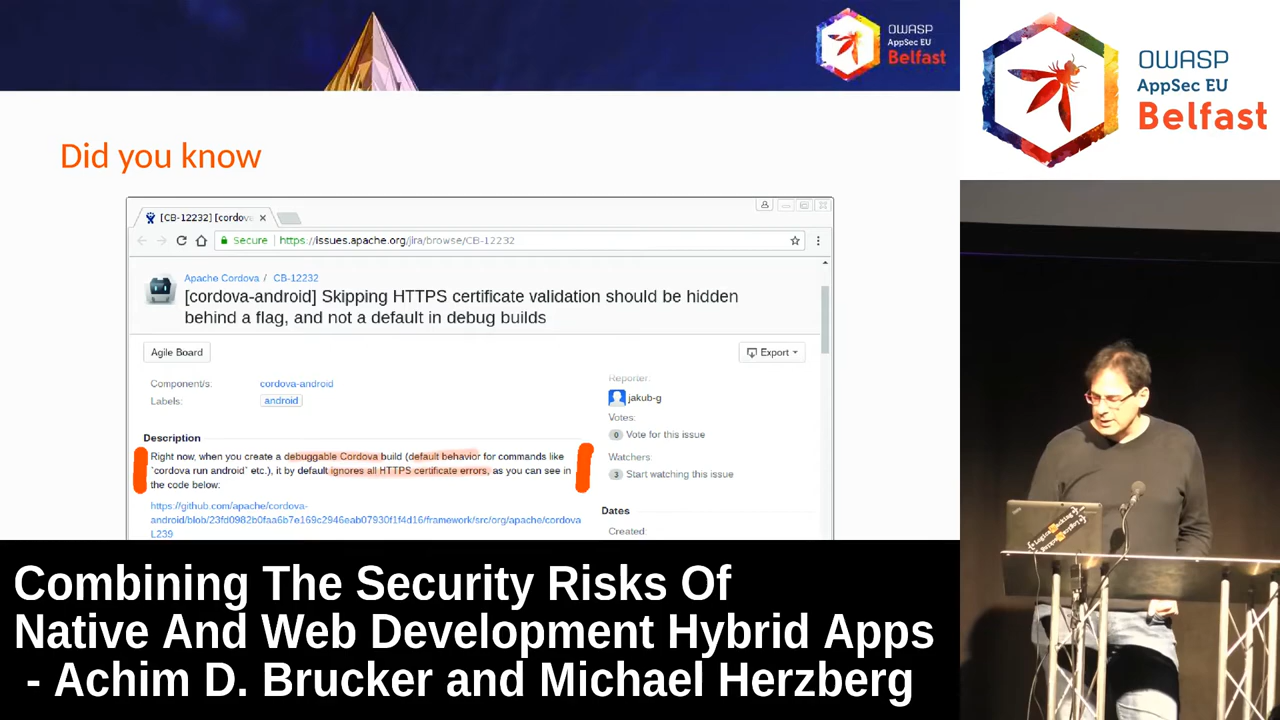 OWASP
AppSec EU
Belfast
OWASP
AppSec EU
Belfast
Did you know
[CB-12232] [cordov
Secure
https://issues.apache.org/jira/browse/CB-12232
Apache Cordova / CB-12232
[cordova-android] Skipping HTTPS certificate validation should be hidden
behind a flag, and not a default in debug builds
Agile Board
Export
Component/s: cordova-android
Labels: android
Reporter:
jakub-g
Votes:
0 Vote for this issue
Watchers:
3 Start watching this issue
Dates
Created:
Description
Right now, when you create a debuggable Cordova build (default behavior for commands like
`cordova run android` etc.), it by default ignores all HTTPS certificate errors, as you can see in
the code below:
https://github.com/apache/cordova-
android/blob/23fd0982b0faa6b7e169c2946eab07930f1f4d16/framework/src/org/apache/cordova
L239
Combining The Security Risks Of
Native And Web Development Hybrid Apps
- Achim D. Brucker and Michael Herzberg